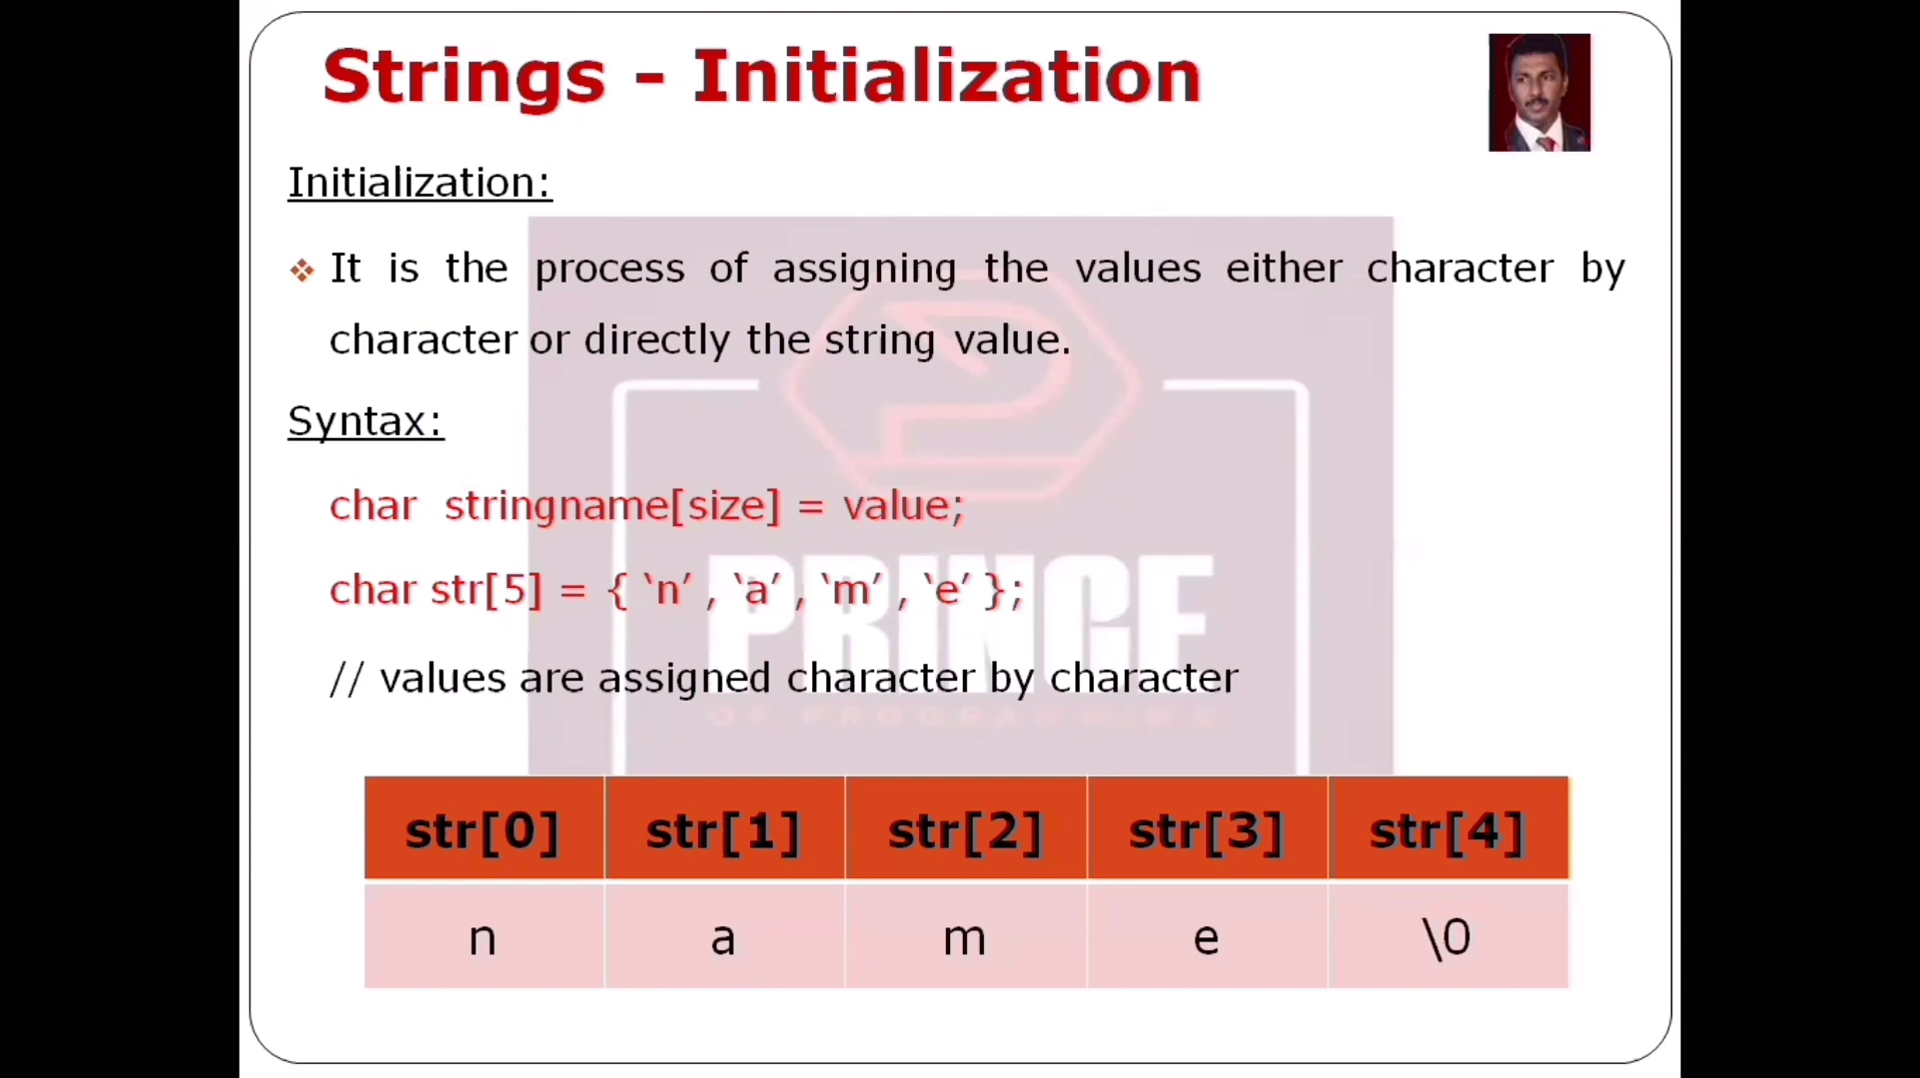 Strings - Initialization
Initialization:
It is the process of assigning the values either character by
character or directly the string value.
Syntax:
char stringname[size] = value;
char str[5] = { ‘n’ , ‘a’ , ‘m’ , ‘e’ };
// values are assigned character by character
PRINCE
OF PROGRAMMING
str[0] str[1] str[2] str[3] str[4]
n a m e \0